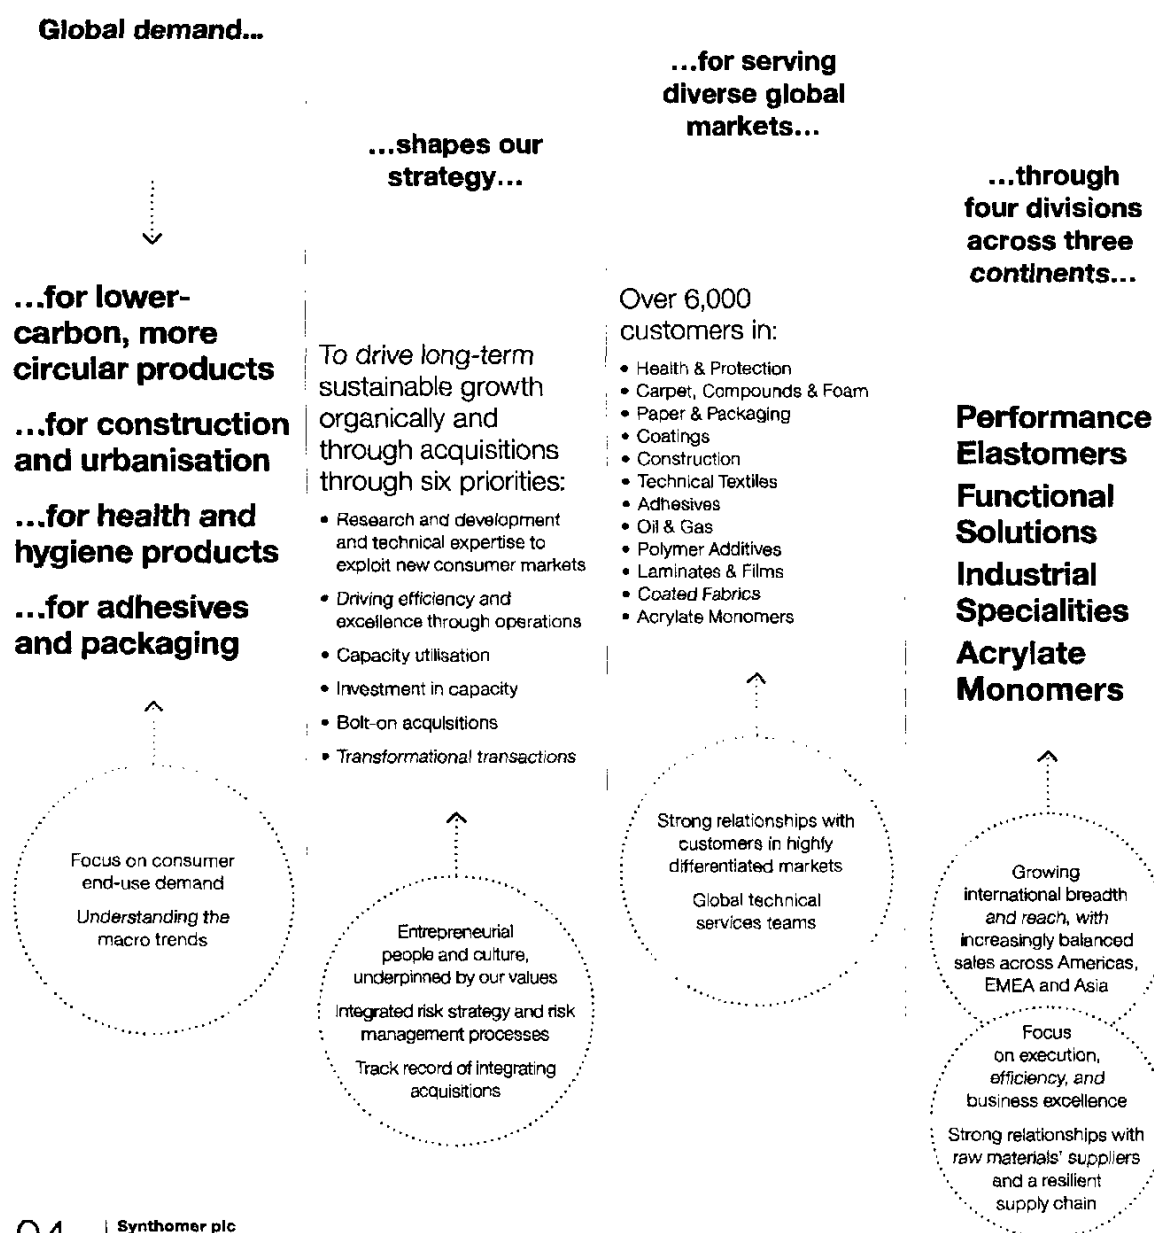 Global demand...
...for lower-
carbon, more
circular products
...for construction
and urbanisation
...for health and
hygiene products
...for adhesives
and packaging
Focus on consumer
end-use demand
Understanding the
macro trends
...shapes our
strategy...
To drive long-term
sustainable growth
organically and
through acquisitions
through six priorities:
• Research and development
and technical expertise to
exploit new consumer markets
• Driving efficiency and
excellence through operations
• Capacity utilisation
• Investment in capacity
• Bolt-on acquisitions
• Transformational transactions
Entrepreneurial
people and culture,
underpinned by our values
Integrated risk strategy and risk
management processes
Track record of integrating
acquisitions
...for serving
diverse global
markets...
Over 6,000
customers in:
• Health & Protection
• Carpet, Compounds & Foam
• Paper & Packaging
• Coatings
• Construction
• Technical Textiles
• Adhesives
• Oil & Gas
• Polymer Additives
• Laminates & Films
• Coated Fabrics
• Acrylate Monomers
Strong relationships with
customers in highly
differentiated markets
Global technical
services teams
...through
four divisions
across three
continents...
Performance
Elastomers
Functional
Solutions
Industrial
Specialities
Acrylate
Monomers
Growing
international breadth
and reach, with
increasingly balanced
sales across Americas,
EMEA and Asia
Focus
on execution,
efficiency, and
business excellence
Strong relationships with
raw materials' suppliers
and a resilient
supply chain
Synthomer plc